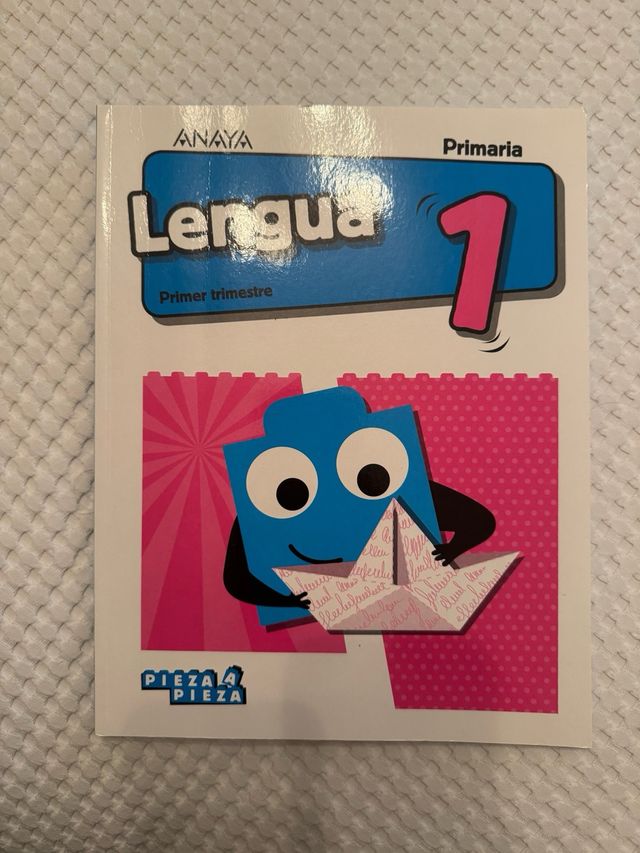 ANAYA
Primaria
Lengua
1
Primer trimestre
PIEZA A
PIEZA